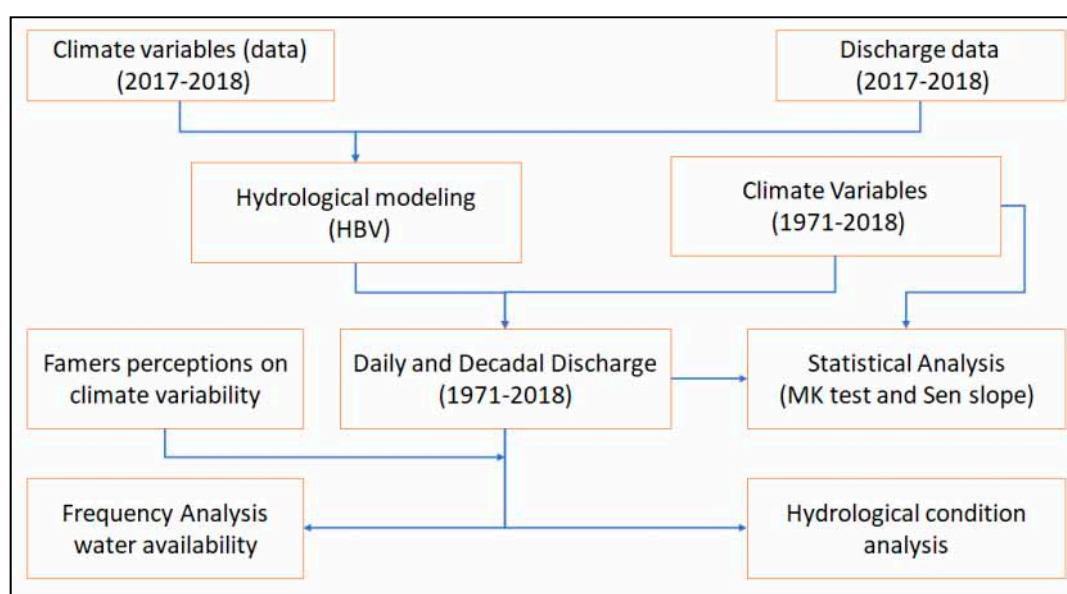 Climate variables (data)
(2017-2018)
Discharge data
(2017-2018)
Hydrological modeling
(HBV)
Climate Variables
(1971-2018)
Famers perceptions on
climate variability
Daily and Decadal Discharge
(1971-2018)
Statistical Analysis
(MK test and Sen slope)
Frequency Analysis
water availability
Hydrological condition
analysis